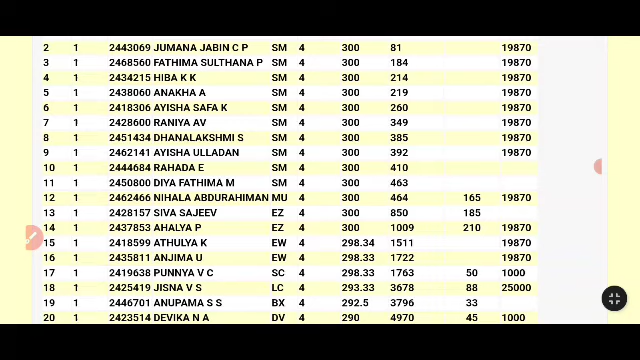 2 1 2443069 JUMANA JABIN C P SM 4 300 81 19870
3 1 2468560 FATHIMA SULTHANA P SM 4 300 184 19870
4 1 2434215 HIBA K K SM 4 300 214 19870
5 1 2438060 ANAKHA A SM 4 300 219 19870
6 1 2418306 AYISHA SAFA K SM 4 300 260 19870
7 1 2428600 RANIYA AV SM 4 300 349 19870
8 1 2451434 DHANALAKSHMI S SM 4 300 385 19870
9 1 2462141 AYISHA ULLADAN SM 4 300 392 19870
10 1 2444684 RAHADA E SM 4 300 410
11 1 2450800 DIYA FATHIMA M SM 4 300 463
12 1 2462466 NIHALA ABDURAHIMAN MU 4 300 464 165 19870
13 1 2428157 SIVA SAJEEV EZ 4 300 850 185
14 1 2437853 AHALYA P EZ 4 300 1009 210 19870
15 1 2418599 ATHULYA K EW 4 298.34 1511 19870
16 1 2435811 ANJIMA U EW 4 298.33 1722 19870
17 1 2419638 PUNNYA V C SC 4 298.33 1763 50 1000
18 1 2425419 JISNA V S LC 4 293.33 3678 88 25000
19 1 2446701 ANUPAMA S S BX 4 292.5 3796 33
20 1 2423514 DEVIKA N A DV 4 290 4970 45 1000